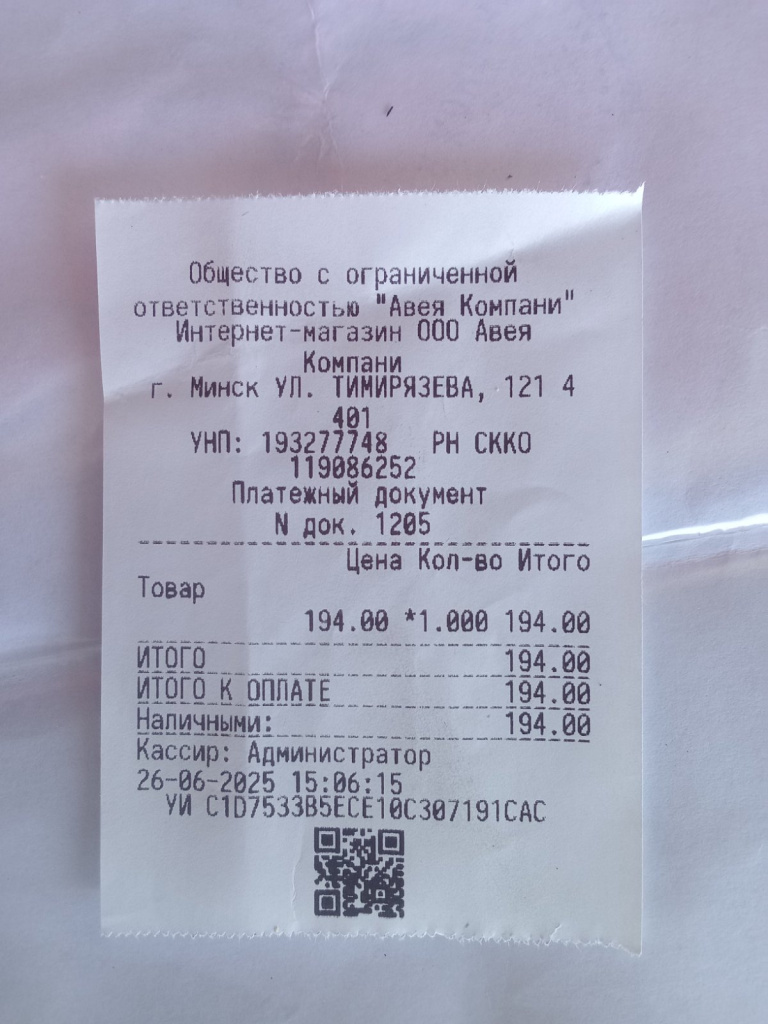 Общество с ограниченной
ответственностью "Авея Компани"
Интернет-магазин ООО Авея
Компани
г. Минск УЛ. ТИМИРЯЗЕВА, 121 4
401
УНП: 193277748 РН СККО
119086252
Платежный документ
N док. 1205
Цена Кол-во Итого
Товар
194.00 *1.000 194.00
ИТОГО 194.00
ИТОГО К ОПЛАТЕ 194.00
Наличными: 194.00
Кассир: Администратор
26-06-2025 15:06:15
УИ C1D7533B5ECE10C307191CAC